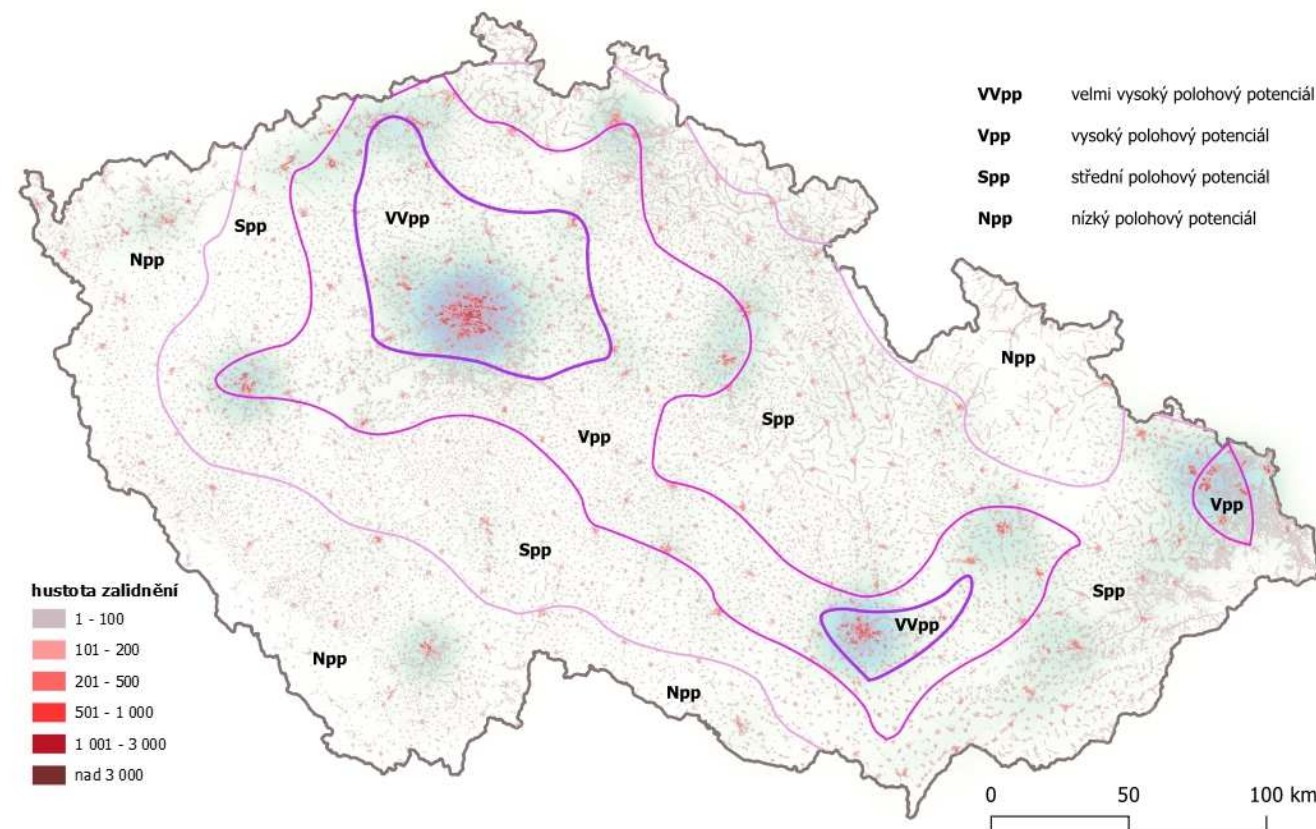 VVpp velmi vysoký polohový potenciál
Vpp vysoký polohový potenciál
Spp střední polohový potenciál
Npp nízký polohový potenciál
VVpp
Spp
Npp
Npp
Spp
Vpp
Vpp
Spp
Spp
VVpp
Npp
Npp
hustota zalidnění
1 - 100
101 - 200
201 - 500
501 - 1 000
1 001 - 3 000
nad 3 000
0 50 100 km